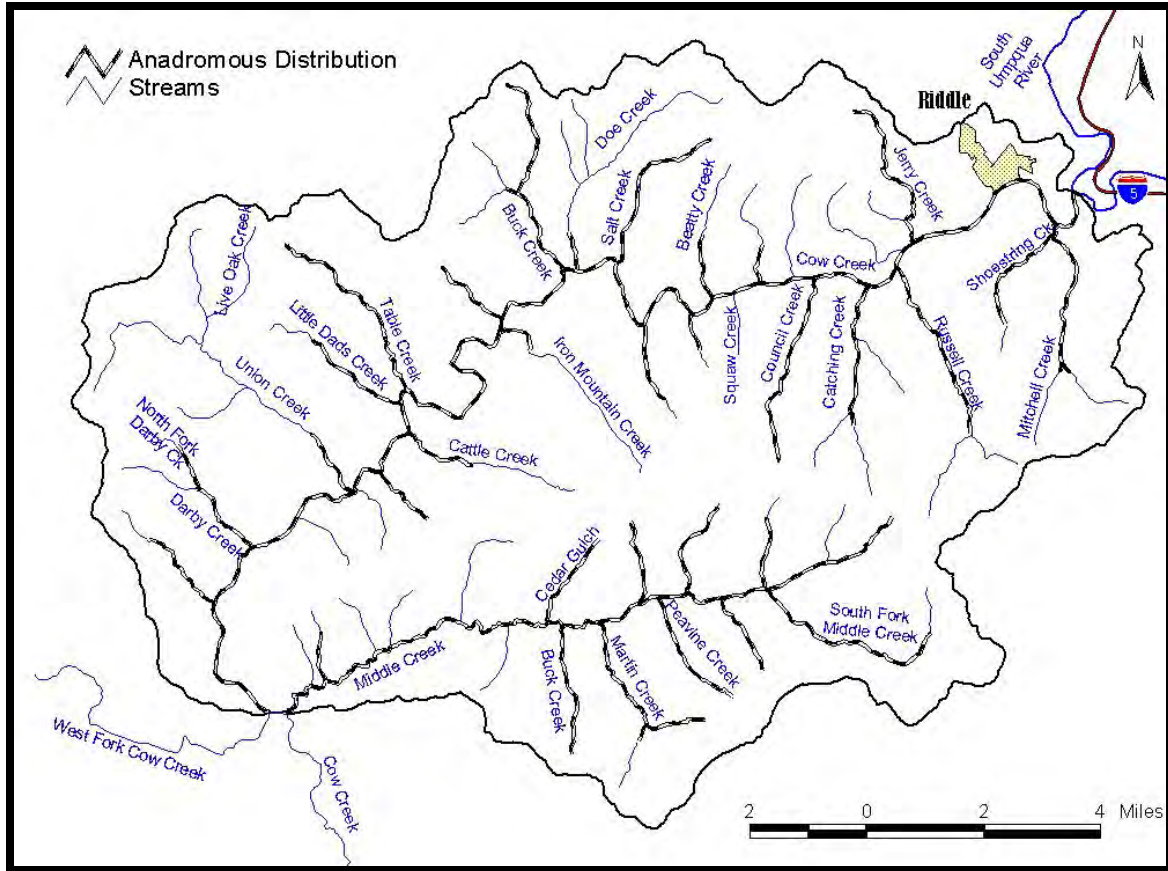 Anadromous Distribution
Streams
South
Umpqua
River
N
Riddle
5
Doe Creek
Jerry Creek
Salt Creek
Beatty Creek
Buck Creek
Live Oak Creek
Shoestring Ck
Cow Creek
Table Creek
Little Dads Creek
Council Creek
Squaw Creek
Catching Creek
Russell Creek
Iron Mountain Creek
Mitchell Creek
Union Creek
North Fork
Darby Ck
Cattle Creek
Darby Creek
Cedar Gulch
Peavine Creek
South Fork
Middle Creek
Middle Creek
Buck Creek
Martin Creek
West Fork Cow Creek
Cow Creek
2 0 2 4 Miles